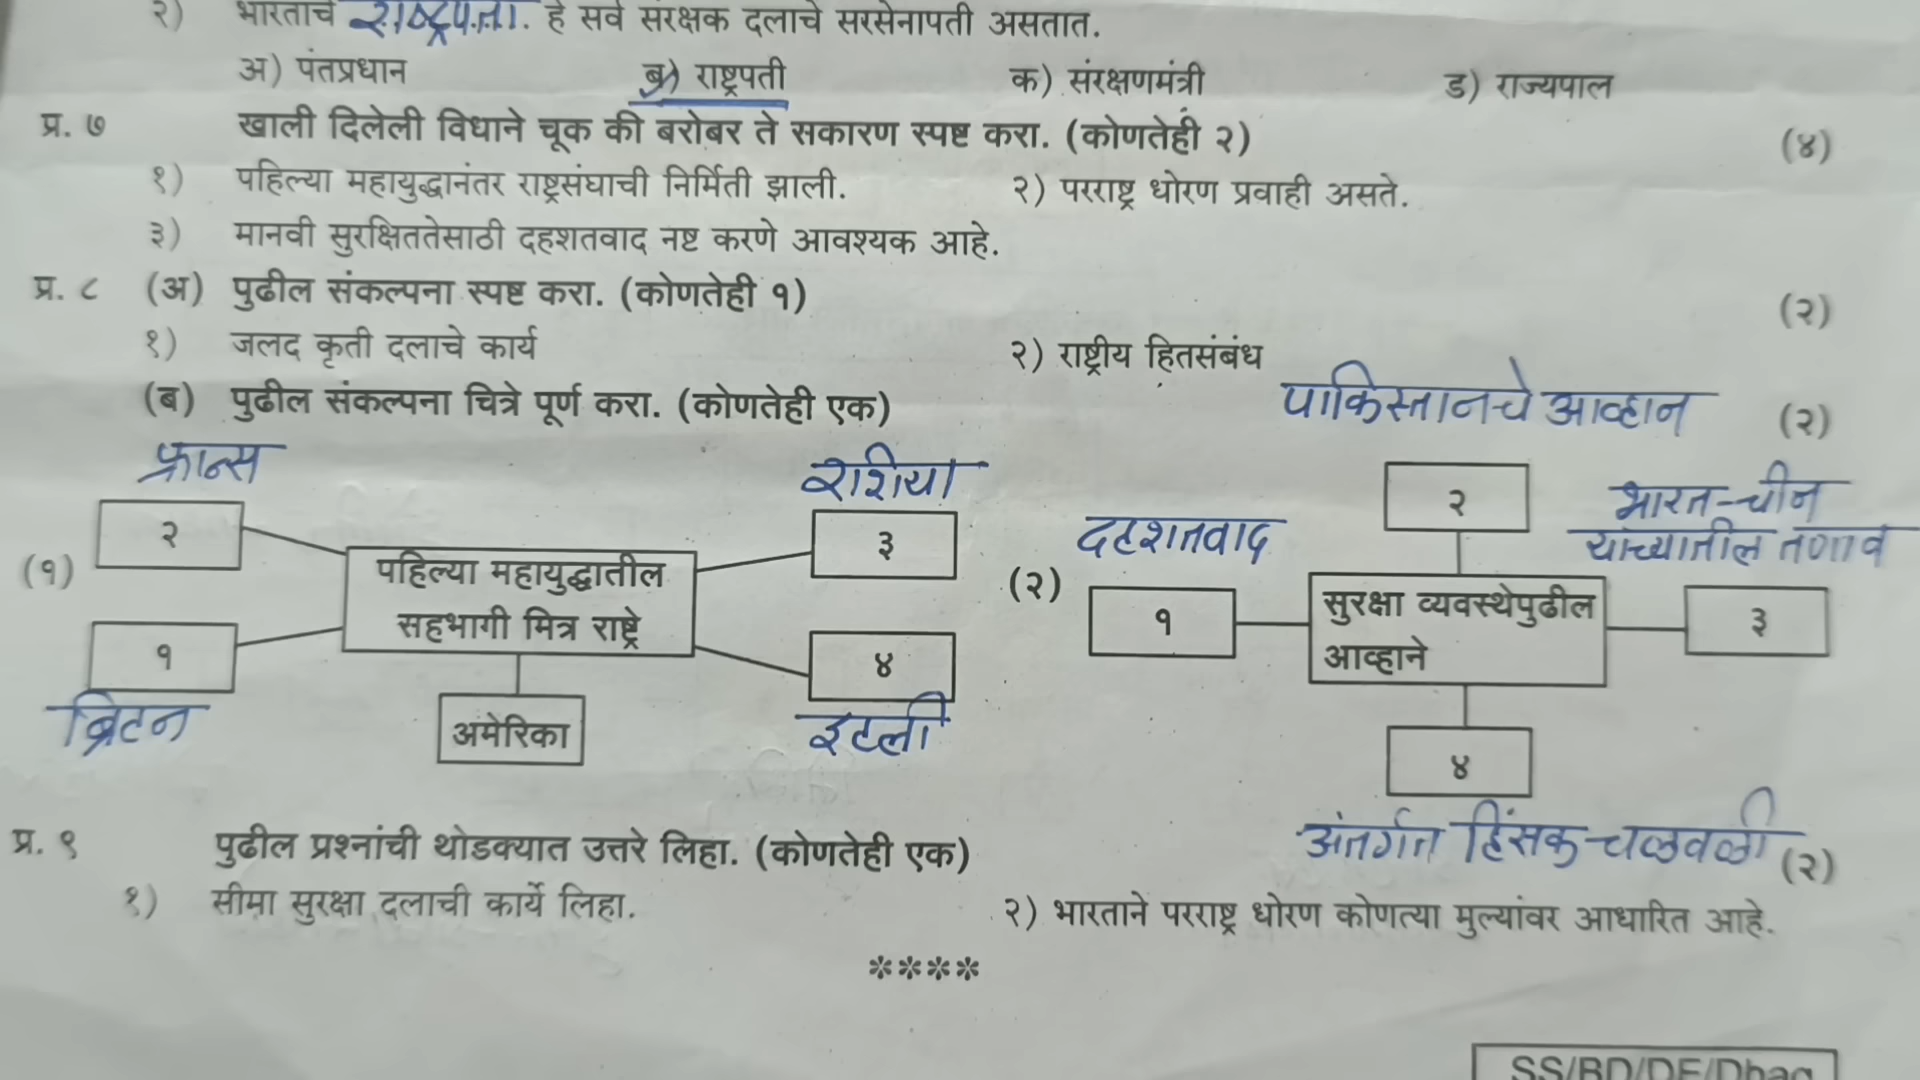 २) भारताचे राष्ट्रपती. हे सर्व संरक्षक दलाचे सरसेनापती असतात.
अ) पंतप्रधान ब) राष्ट्रपती क) संरक्षणमंत्री ड) राज्यपाल
प्र. ७ खाली दिलेली विधाने चूक की बरोबर ते सकारण स्पष्ट करा. (कोणतेही २) (४)
१) पहिल्या महायुद्धानंतर राष्ट्रसंघाची निर्मिती झाली. २) परराष्ट्र धोरण प्रवाही असते.
३) मानवी सुरक्षिततेसाठी दहशतवाद नष्ट करणे आवश्यक आहे.
प्र. ८ (अ) पुढील संकल्पना स्पष्ट करा. (कोणतेही १) (२)
१) जलद कृती दलाचे कार्य २) राष्ट्रीय हितसंबंध
(ब) पुढील संकल्पना चित्रे पूर्ण करा. (कोणतेही एक) (२)
(१)
फ्रान्स
२
रशिया
३
पहिल्या महायुद्धातील
सहभागी मित्र राष्ट्रे
१
ब्रिटन
४
इटली
अमेरिका
(२)
पाकिस्तानचे आव्हान
२
दहशतवाद
१
भारत-चीन
यांच्यातील तणाव
३
सुरक्षा व्यवस्थेपुढील
आव्हाने
४
अंतर्गत हिंसक चळवळी
प्र. ९ पुढील प्रश्नांची थोडक्यात उत्तरे लिहा. (कोणतेही एक) (२)
१) सीमा सुरक्षा दलाची कार्ये लिहा. २) भारताने परराष्ट्र धोरण कोणत्या मुल्यांवर आधारित आहे.
****
SS/BD/DE/Dhag